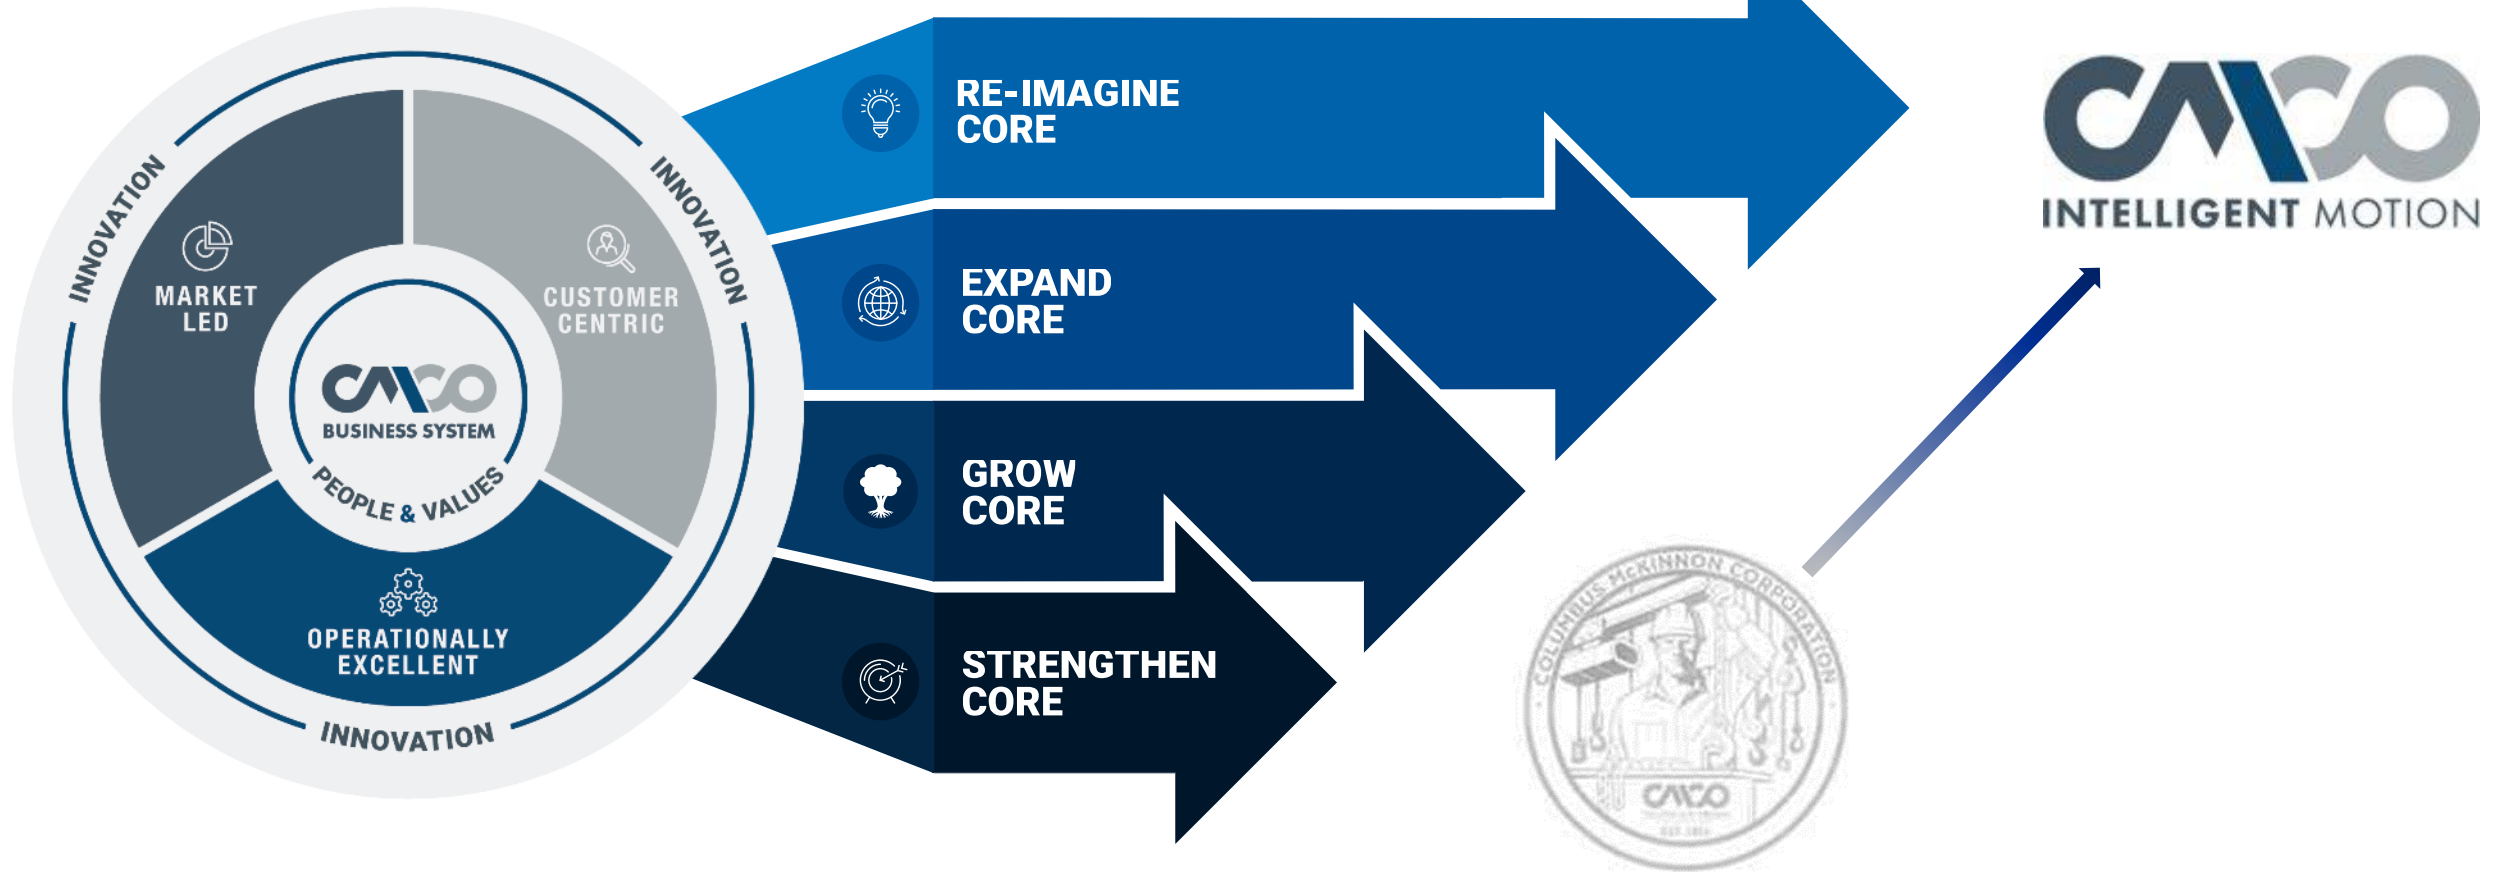 INNOVATION
INNOVATION
MARKET
LED
CUSTOMER
CENTRIC
CMCO
BUSINESS SYSTEM
PEOPLE & VALUES
OPERATIONALLY
EXCELLENT
INNOVATION
RE-IMAGINE
CORE
EXPAND
CORE
GROW
CORE
STRENGTHEN
CORE
CMCO
INTELLIGENT MOTION
COLUMBUS McKINNON CORPORATION
CMCO